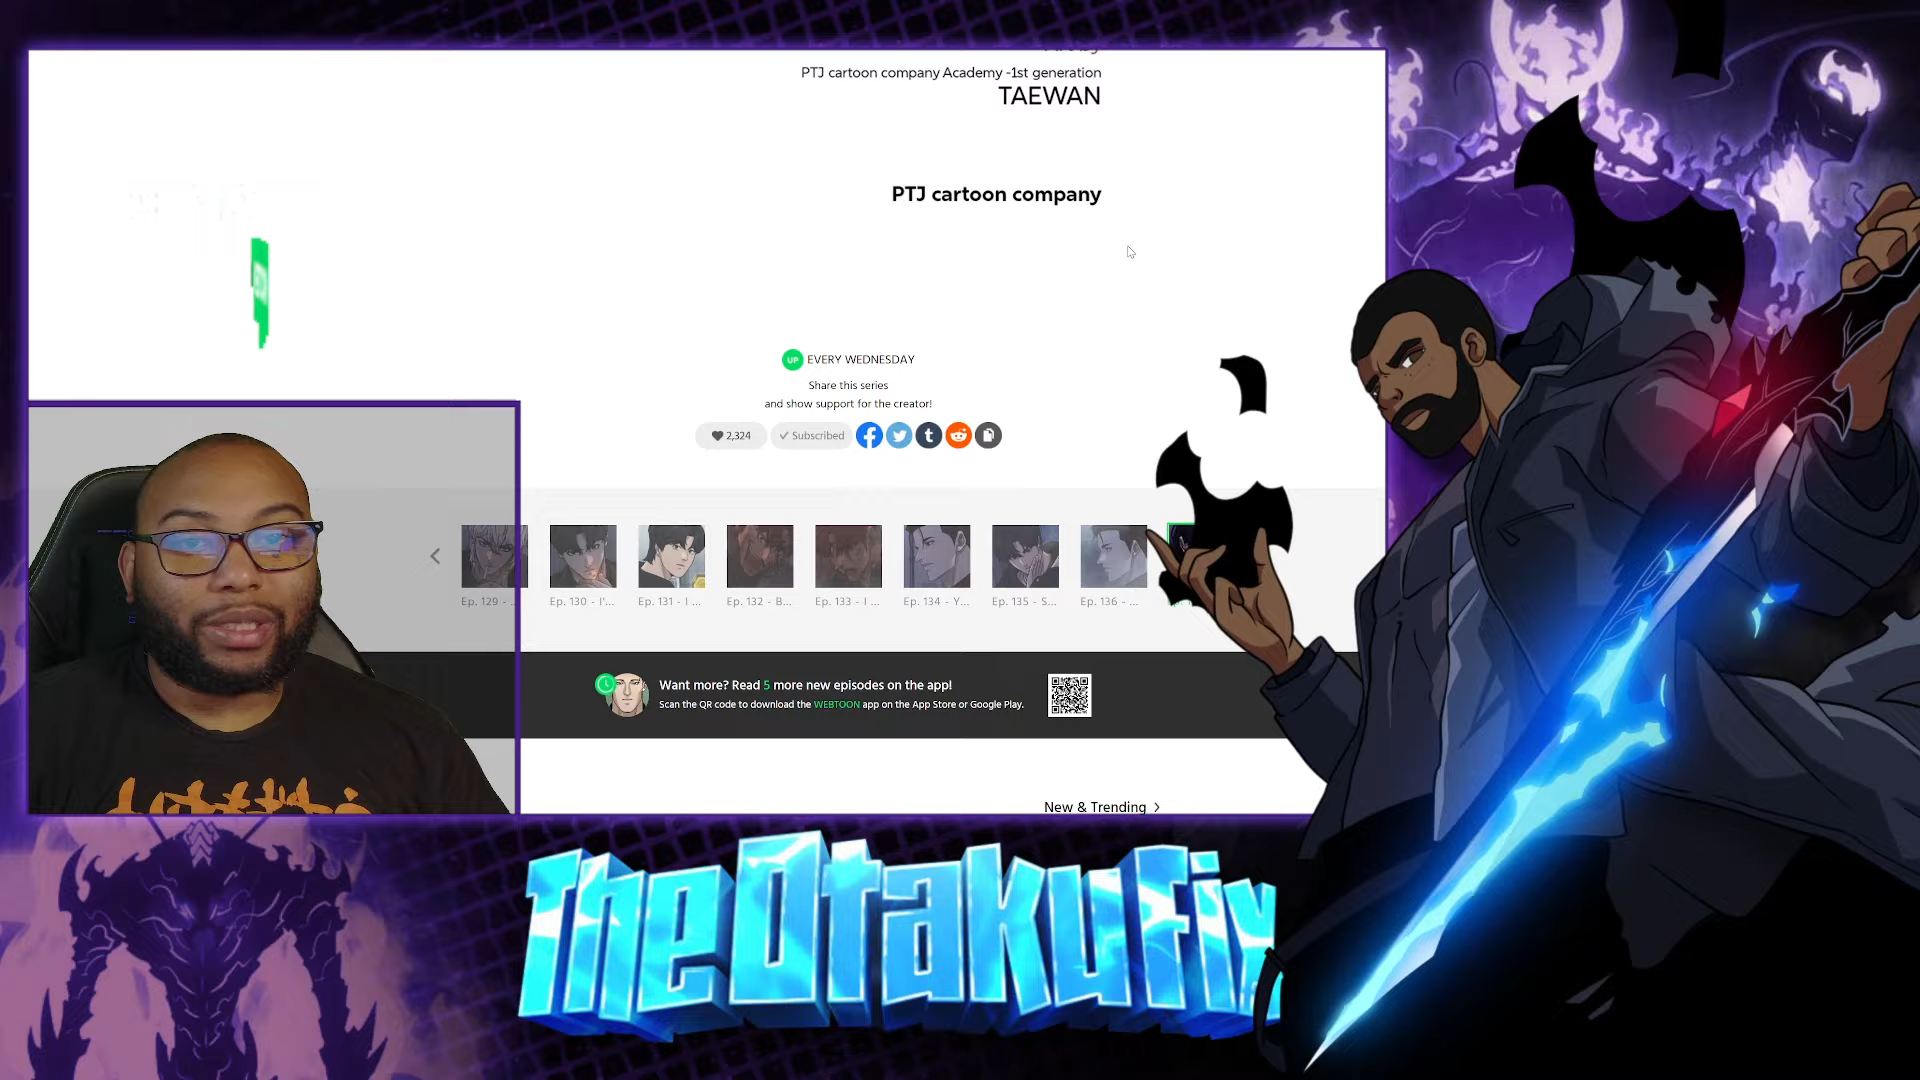 PTJ cartoon company Academy -1st generation
TAEWAN
PTJ cartoon company
UP EVERY WEDNESDAY
Share this series
and show support for the creator!
2,324
Subscribed
Ep. 129 - ...
Ep. 130 - I'...
Ep. 131 - I ...
Ep. 132 - B...
Ep. 133 - I ...
Ep. 134 - Y...
Ep. 135 - S...
Ep. 136 - ...
Want more? Read 5 more new episodes on the app!
Scan the QR code to download the WEBTOON app on the App Store or Google Play.
New & Trending >
TheOtakuFix